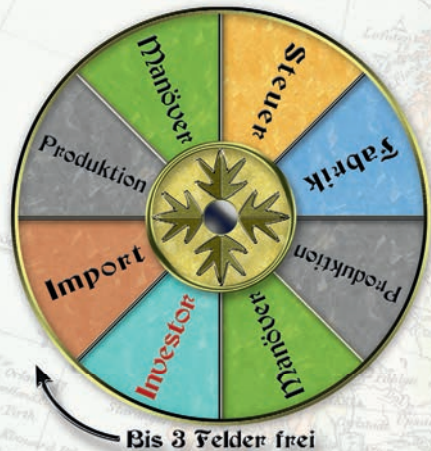 Manöver
Steuer
Fabrik
Produktion
Manöver
Investor
Import
Produktion
Bis 3 Felder frei